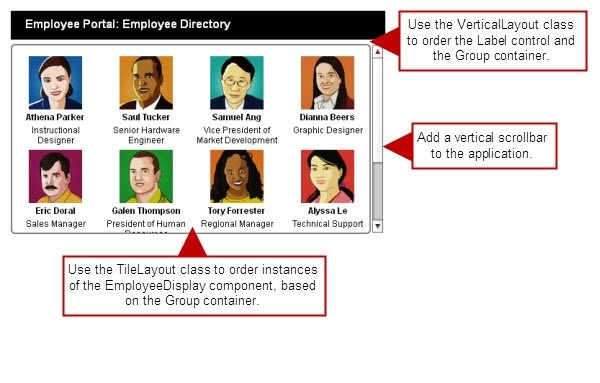 Employee Portal: Employee Directory
Use the VerticalLayout class
to order the Label control and
the Group container.
Athena Parker
Saul Tucker
Samuel Ang
Dianna Beers
Instructional
Designer
Senior Hardware
Engineer
Vice President of
Market Development
Graphic Designer
Add a vertical scrollbar
to the application.
Eric Doral
Galen Thompson
Tory Forrester
Alyssa Le
Sales Manager
President of Human
Regional Manager
Technical Support
Use the TileLayout class to order instances
of the EmployeeDisplay component, based
on the Group container.